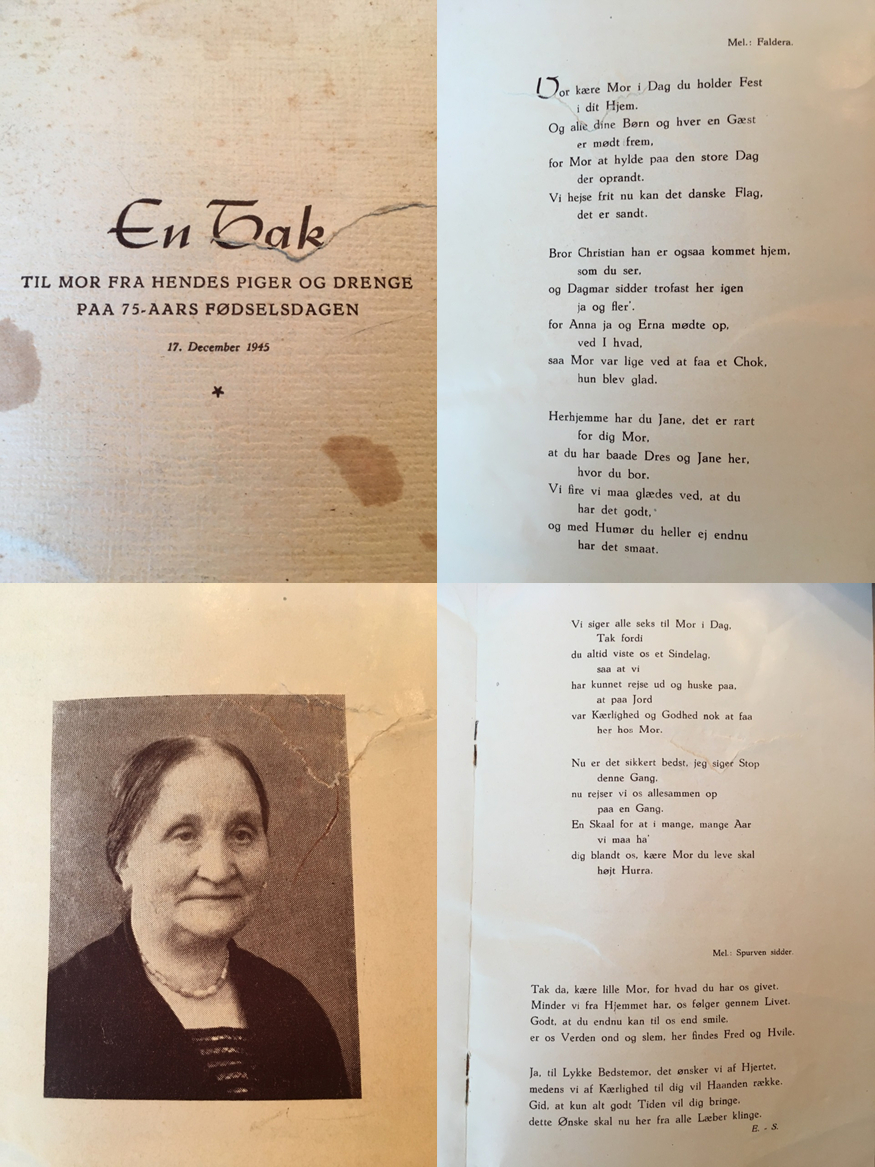 En Tak
TIL MOR FRA HENDES PIGER OG DRENGE
PAA 75-AARS FØDSELSDAGEN
17. December 1945
Mel.: Faldera.
Vor kære Mor i Dag du holder Fest
i dit Hjem.
Og alle dine Børn og hver en Gæst
er mødt frem,
for Mor at hylde paa den store Dag
der oprandt.
Vi hejse frit nu kan det danske Flag,
det er sandt.
Bror Christian han er ogsaa kommet hjem,
som du ser,
og Dagmar sidder trofast her igen
ja og fler'.
for Anna ja og Erna mødte op,
ved I hvad,
saa Mor var lige ved at faa et Chok,
hun blev glad.
Herhjemme har du Jane, det er rart
for dig Mor,
at du har baade Dres og Jane her,
hvor du bor.
Vi fire vi maa glædes ved, at du
har det godt,
og med Humør du heller ej endnu
har det smaat.
Vi siger alle seks til Mor i Dag,
Tak fordi
du altid viste os et Sindelag,
saa at vi
har kunnet rejse ud og huske paa,
at paa Jord
var Kærlighed og Godhed nok at faa
her hos Mor.
Nu er det sikkert bedst, jeg siger Stop
denne Gang,
nu rejser vi os allesammen op
paa en Gang.
En Skaal for at i mange, mange Aar
vi maa ha'
dig blandt os, kære Mor du leve skal
højt Hurra.
Mel.: Spurven sidder.
Tak da, kære lille Mor, for hvad du har os givet.
Minder vi fra Hjemmet har, os følger gennem Livet.
Godt, at du endnu kan til os end smile,
er os Verden ond og slem, her findes Fred og Hvile.
Ja, til Lykke Bedstemor, det ønsker vi af Hjertet,
medens vi af Kærlighed til dig vil Haanden række.
Gid, at kun alt godt Tiden vil dig bringe,
dette Ønske skal nu her fra alle Læber klinge.
E. - S.